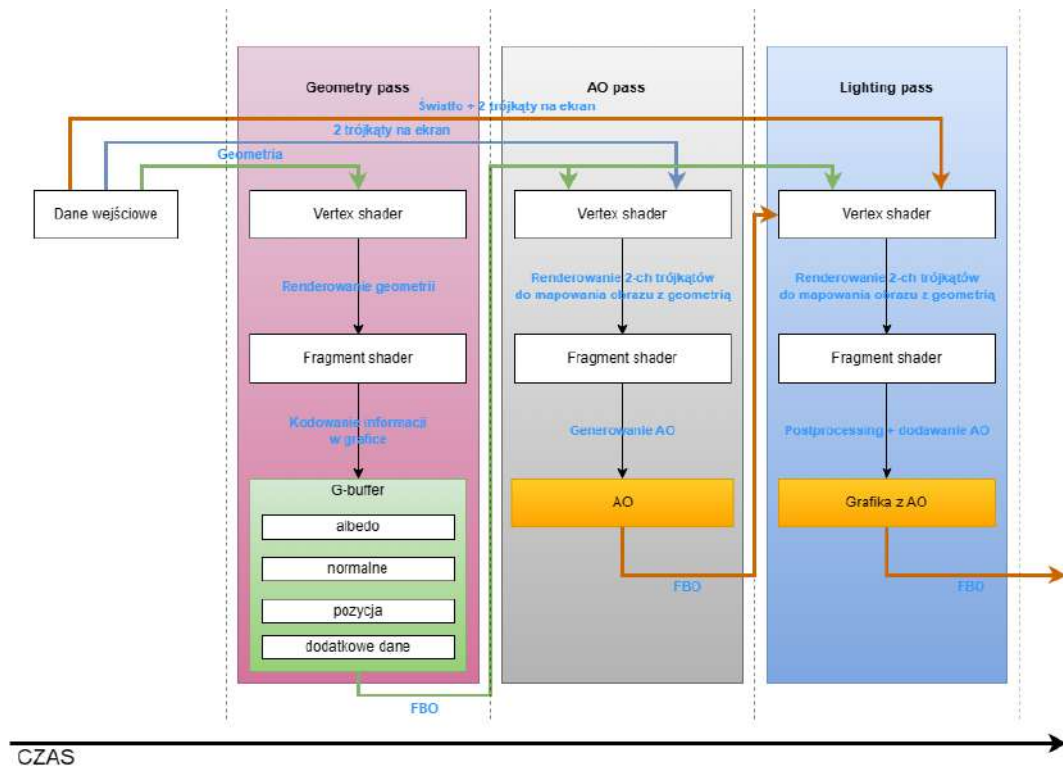 Geometry pass
AO pass
Lighting pass
Światło + 2 trójkąty na ekran
2 trójkąty na ekran
Geometria
Dane wejściowe
Vertex shader
Vertex shader
Vertex shader
Renderowanie geometrii
Renderowanie 2-ch trójkątów
do mapowania obrazu z geometrią
Renderowanie 2-ch trójkątów
do mapowania obrazu z geometrią
Fragment shader
Fragment shader
Fragment shader
Kodowanie informacji
w grafice
Generowanie AO
Postprocessing + dodawanie AO
G-buffer
albedo
normalne
pozycja
dodatkowe dane
AO
Grafika z AO
FBO
FBO
FBO
CZAS